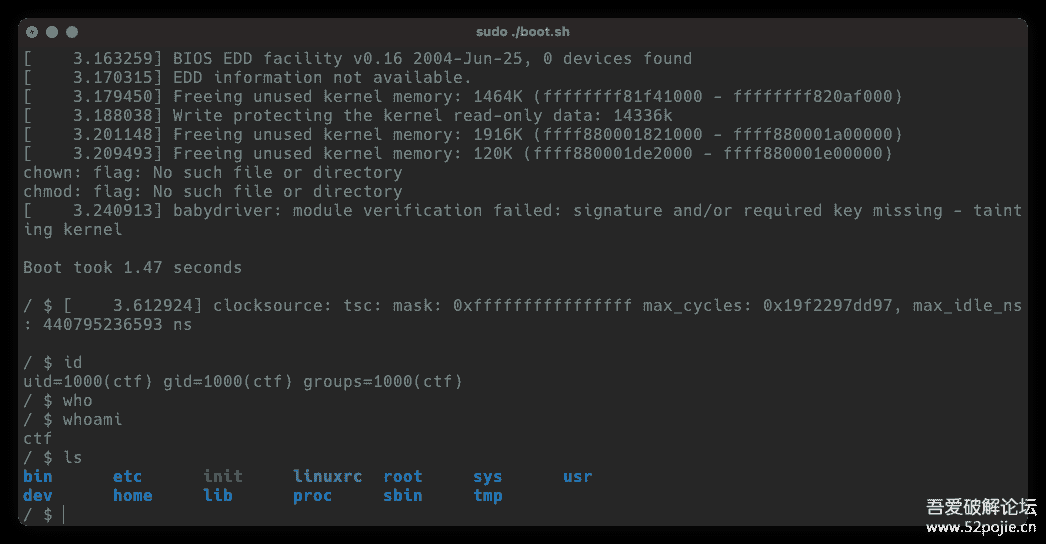 sudo ./boot.sh
[    3.163259] BIOS EDD facility v0.16 2004-Jun-25, 0 devices found
[    3.170315] EDD information not available.
[    3.179450] Freeing unused kernel memory: 1464K (ffffffff81f41000 - ffffffff820af000)
[    3.188038] Write protecting the kernel read-only data: 14336k
[    3.201148] Freeing unused kernel memory: 1916K (ffff880001821000 - ffff880001a00000)
[    3.209493] Freeing unused kernel memory: 120K (ffff880001de2000 - ffff880001e00000)
chown: flag: No such file or directory
chmod: flag: No such file or directory
[    3.240913] babydriver: module verification failed: signature and/or required key missing - taint
ing kernel
Boot took 1.47 seconds
/ $ [    3.612924] clocksource: tsc: mask: 0xffffffffffffffff max_cycles: 0x19f2297dd97, max_idle_ns
: 440795236593 ns
/ $ id
uid=1000(ctf) gid=1000(ctf) groups=1000(ctf)
/ $ who
/ $ whoami
ctf
/ $ ls
bin      etc      init     linuxrc  root     sys      usr
dev      home     lib      proc     sbin     tmp
/ $
吾爱破解论坛
www.52pojie.cn